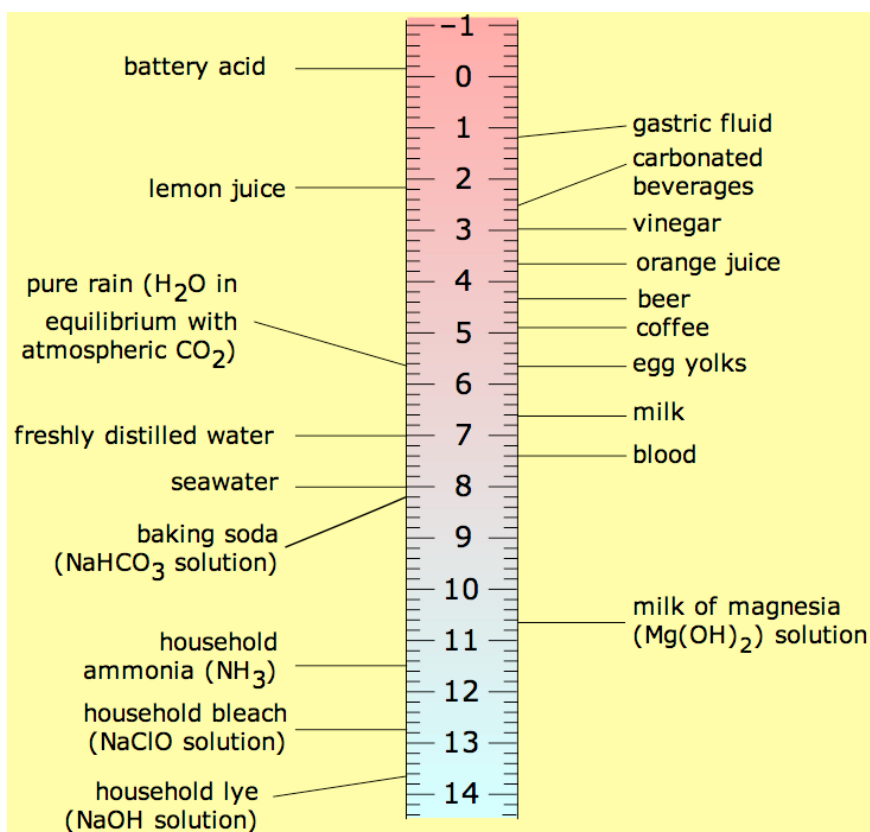 battery acid
lemon juice
pure rain (H₂O in
equilibrium with
atmospheric CO₂)
freshly distilled water
seawater
baking soda
(NaHCO₃ solution)
household
ammonia (NH₃)
household bleach
(NaClO solution)
household lye
(NaOH solution)
-1
0
1
2
3
4
5
6
7
8
9
10
11
12
13
14
gastric fluid
carbonated
beverages
vinegar
orange juice
beer
coffee
egg yolks
milk
blood
milk of magnesia
(Mg(OH)₂) solution